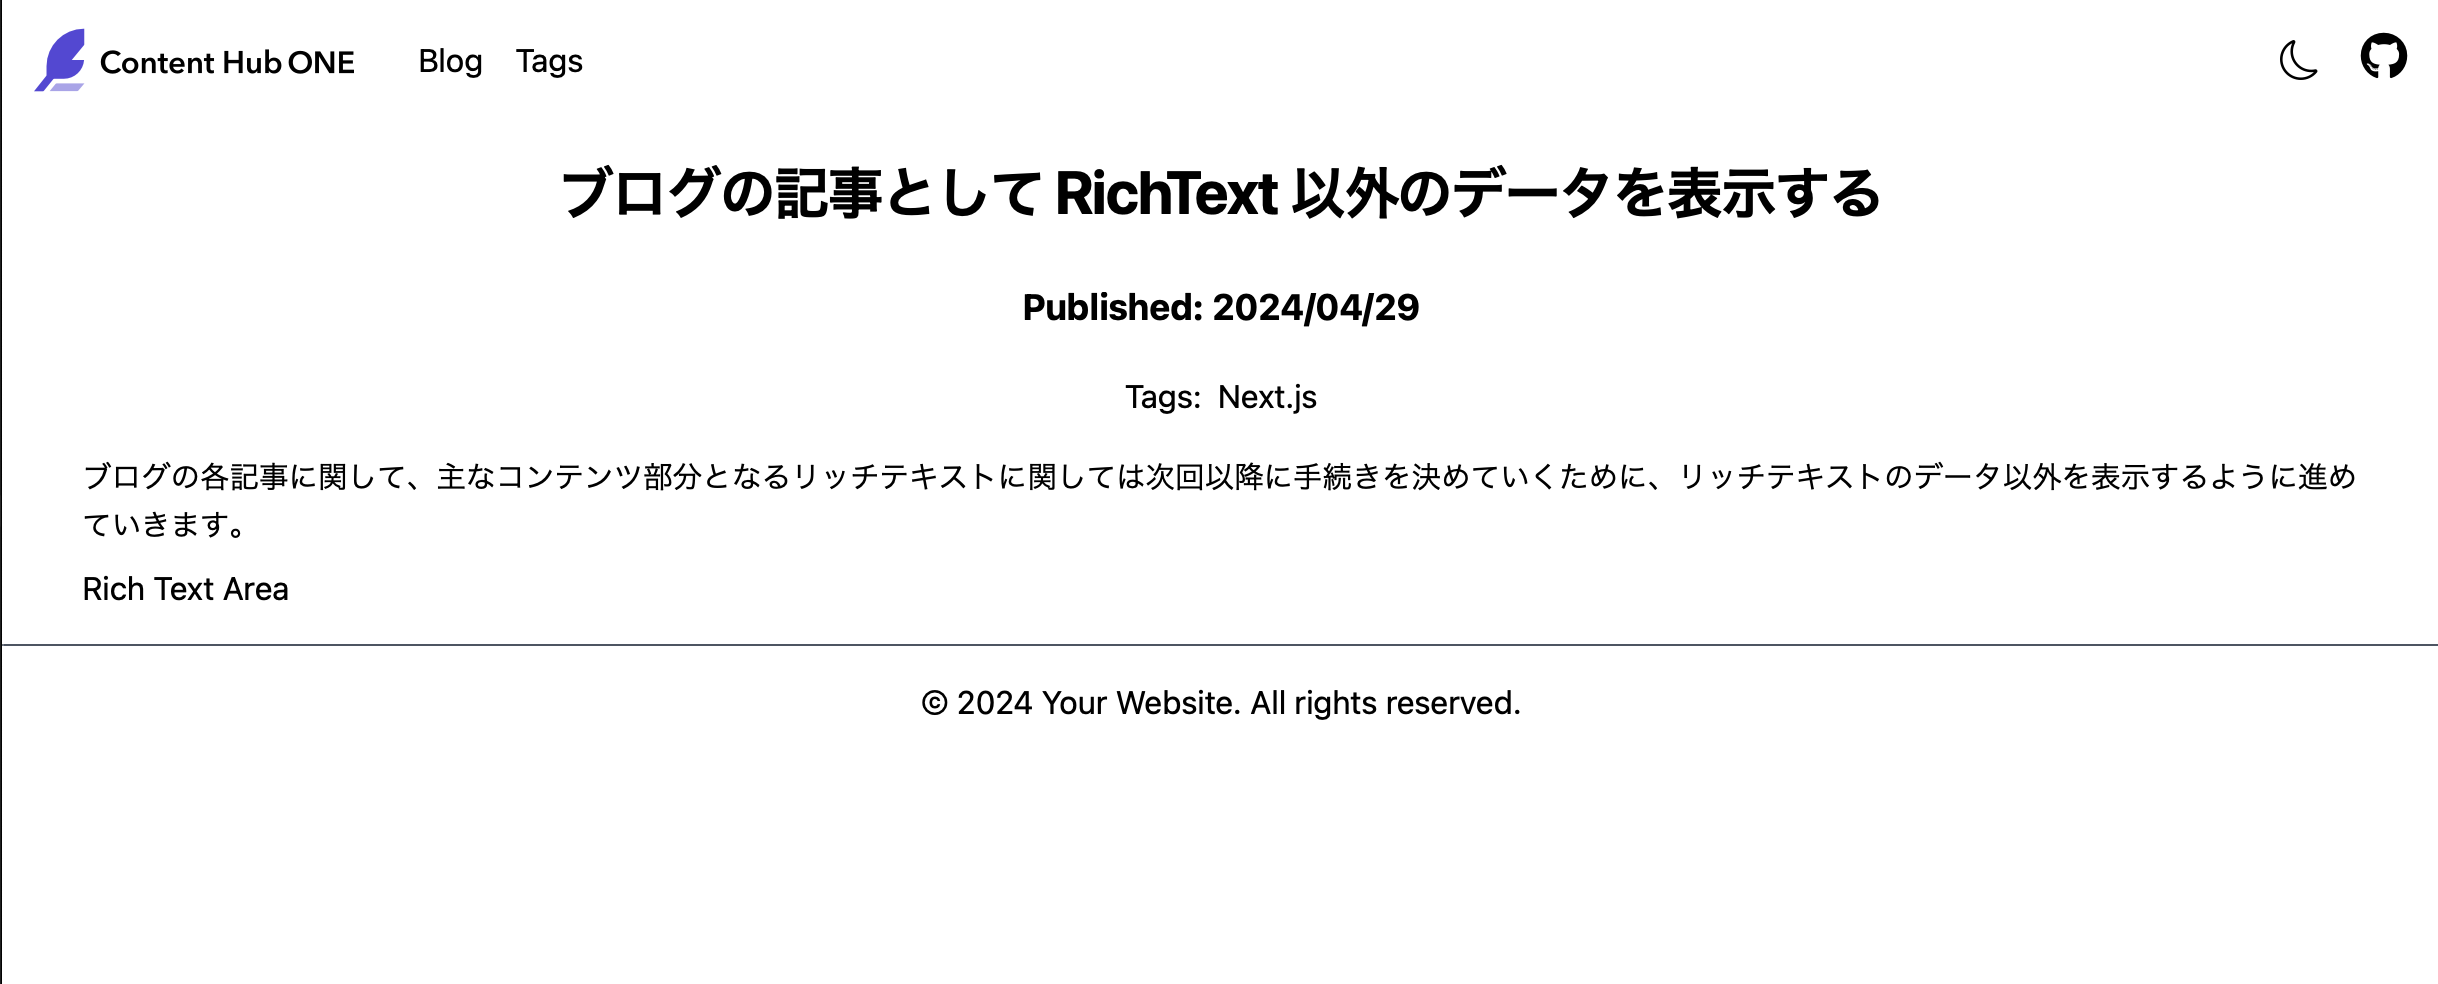 Content Hub ONE Blog Tags
ブログの記事として RichText 以外のデータを表示する
Published: 2024/04/29
Tags: Next.js
ブログの各記事に関して、主なコンテンツ部分となるリッチテキストに関しては次回以降に手続きを決めていくために、リッチテキストのデータ以外を表示するように進め
ていきます。
Rich Text Area
© 2024 Your Website. All rights reserved.